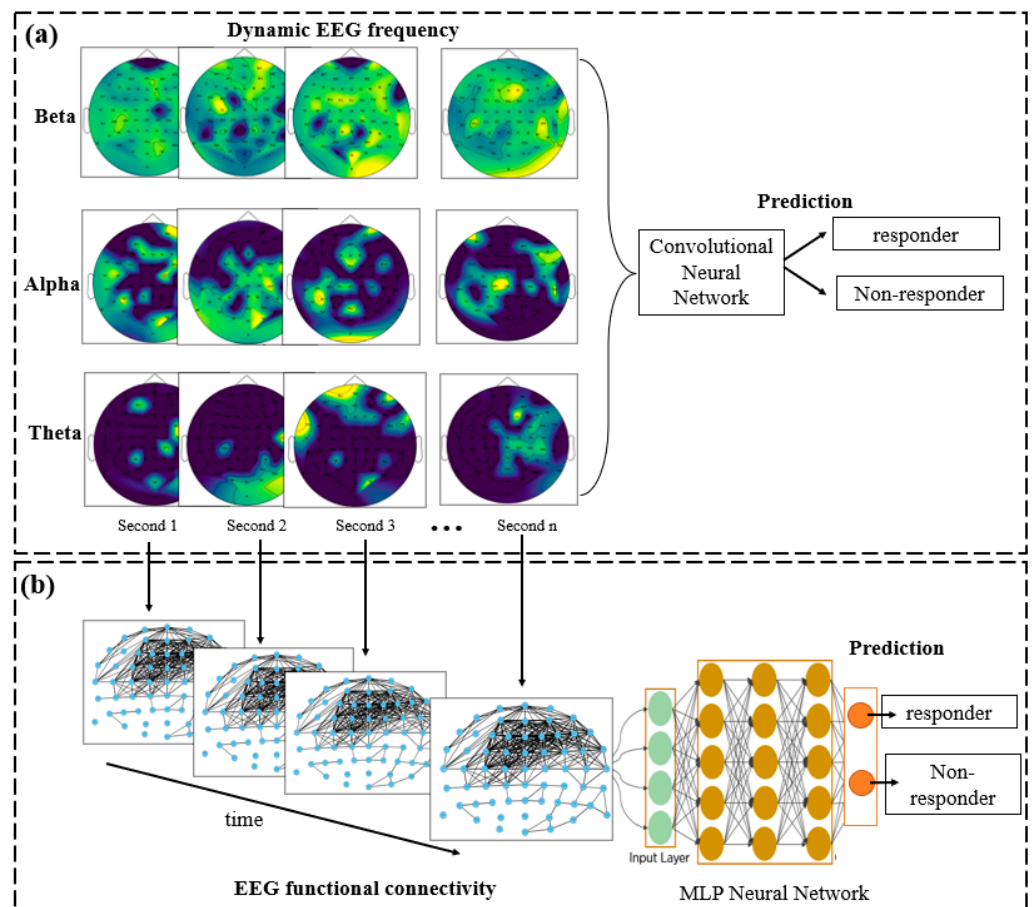 (a)
Dynamic EEG frequency
Beta
Alpha
Theta
Second 1
Second 2
Second 3
...
Second n
Convolutional
Neural
Network
Prediction
responder
Non-responder
(b)
time
EEG functional connectivity
Input Layer
MLP Neural Network
Prediction
responder
Non-
responder